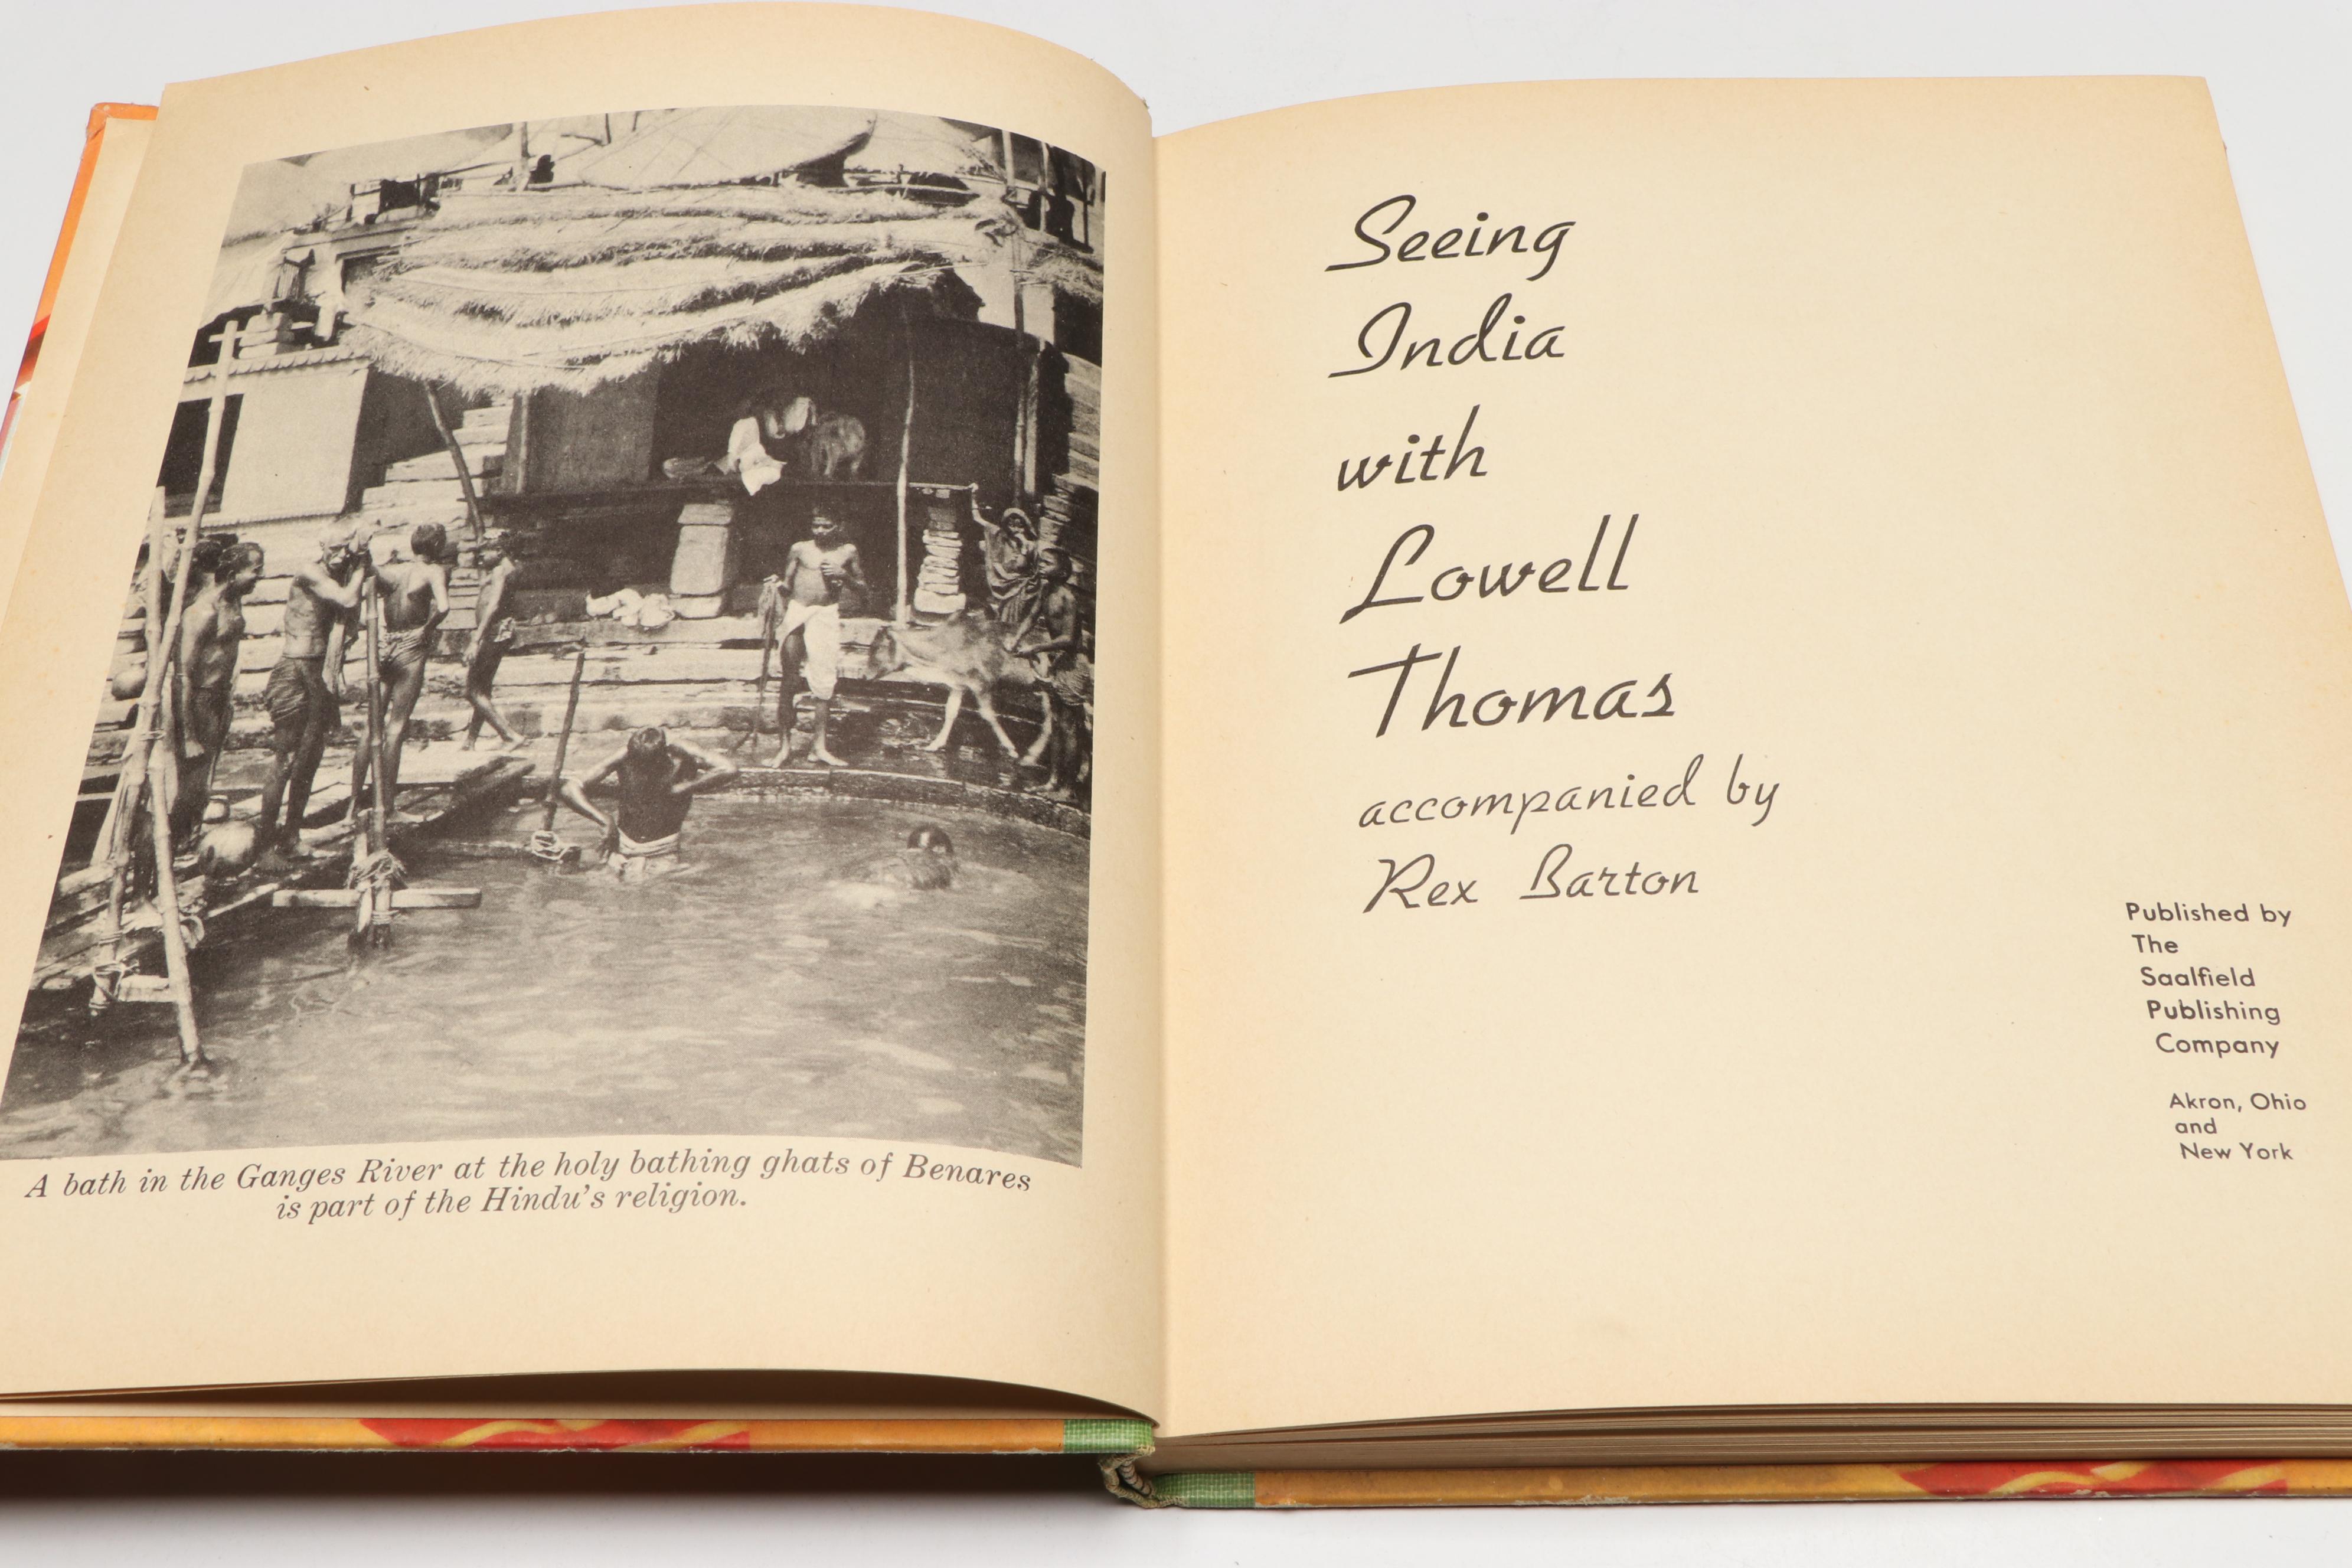 A bath in the Ganges River at the holy bathing ghats of Benares
is part of the Hindu's religion.
Seeing
India
with
Lowell
Thomas
accompanied by
Rex Barton
Published by
The
Saalfield
Publishing
Company
Akron, Ohio
and
New York